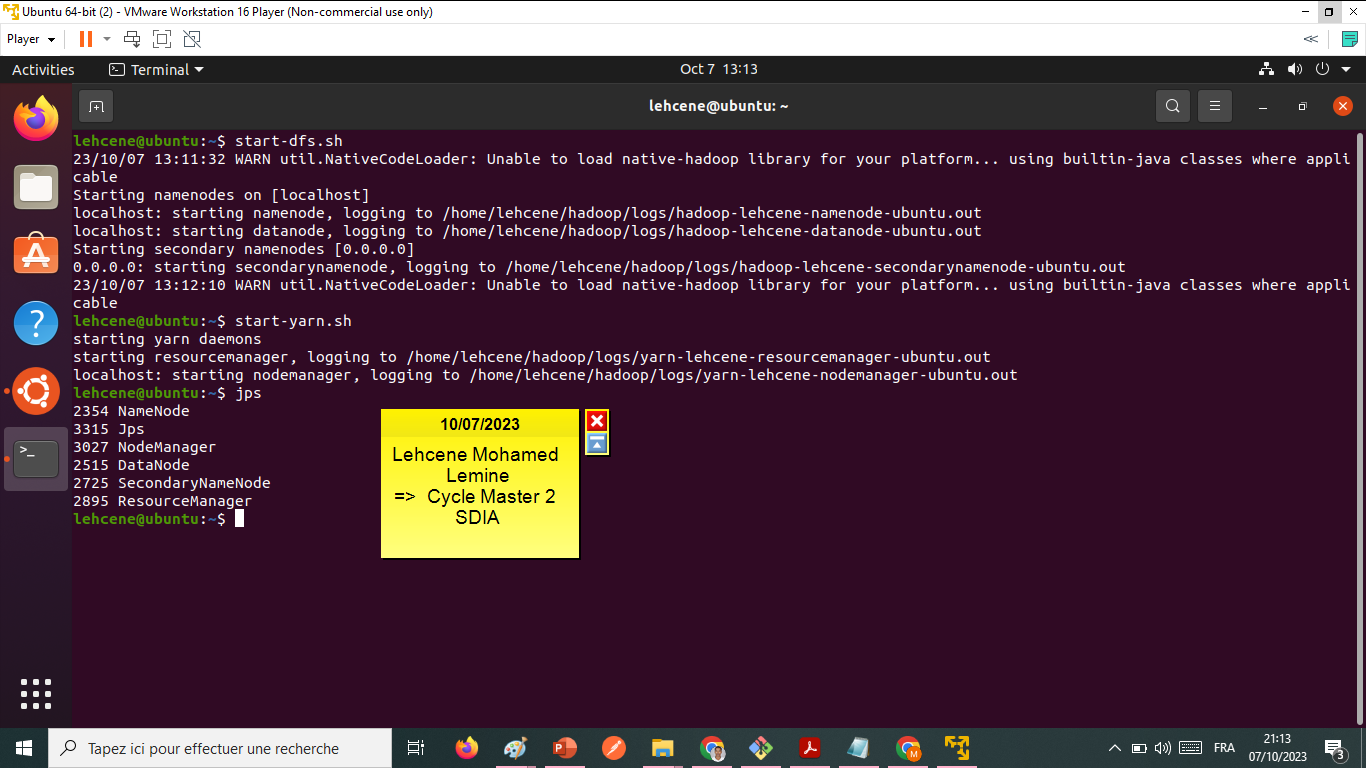 Ubuntu 64-bit (2) - VMware Workstation 16 Player (Non-commercial use only)
Player
Activities
Terminal
Oct 7 13:13
lehcene@ubuntu: ~
lehcene@ubuntu:~$ start-dfs.sh
23/10/07 13:11:32 WARN util.NativeCodeLoader: Unable to load native-hadoop library for your platform... using builtin-java classes where appli
cable
Starting namenodes on [localhost]
localhost: starting namenode, logging to /home/lehcene/hadoop/logs/hadoop-lehcene-namenode-ubuntu.out
localhost: starting datanode, logging to /home/lehcene/hadoop/logs/hadoop-lehcene-datanode-ubuntu.out
Starting secondary namenodes [0.0.0.0]
0.0.0.0: starting secondarynamenode, logging to /home/lehcene/hadoop/logs/hadoop-lehcene-secondarynamenode-ubuntu.out
23/10/07 13:12:10 WARN util.NativeCodeLoader: Unable to load native-hadoop library for your platform... using builtin-java classes where appli
cable
lehcene@ubuntu:~$ start-yarn.sh
starting yarn daemons
starting resourcemanager, logging to /home/lehcene/hadoop/logs/yarn-lehcene-resourcemanager-ubuntu.out
localhost: starting nodemanager, logging to /home/lehcene/hadoop/logs/yarn-lehcene-nodemanager-ubuntu.out
lehcene@ubuntu:~$ jps
2354 NameNode
3315 Jps
3027 NodeManager
2515 DataNode
2725 SecondaryNameNode
2895 ResourceManager
lehcene@ubuntu:~$
10/07/2023
Lehcene Mohamed
Lemine
=> Cycle Master 2
SDIA
Tapez ici pour effectuer une recherche
FRA
21:13
07/10/2023
3